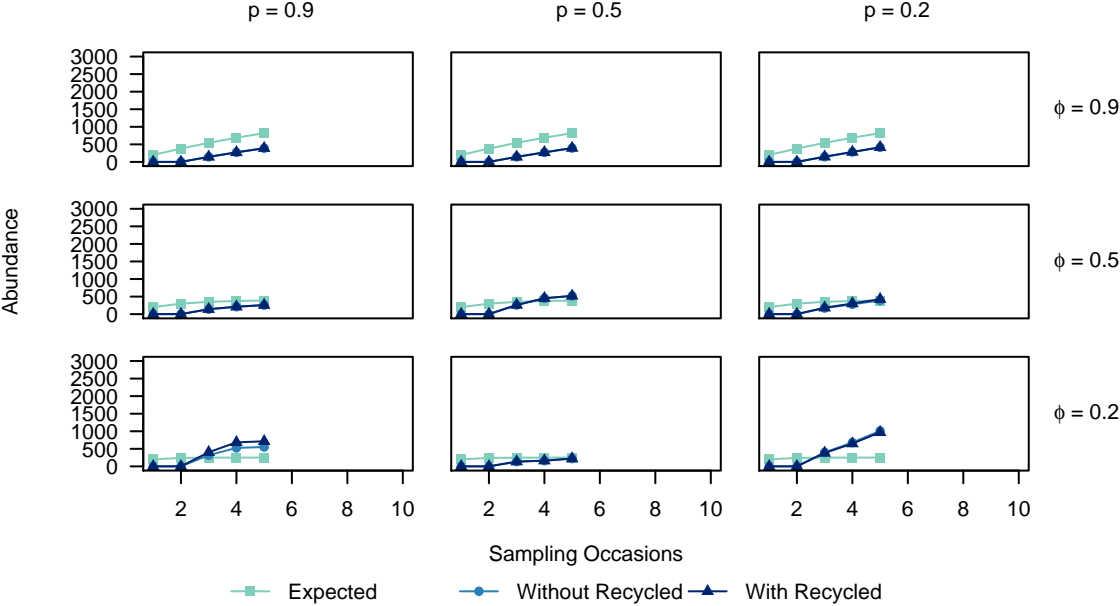 p = 0.9 p = 0.5 p = 0.2
3000
2500
2000
1500
1000
500
0
ϕ = 0.9
3000
2500
2000
1500
1000
500
0
ϕ = 0.5
3000
2500
2000
1500
1000
500
0
ϕ = 0.2
Abundance
2 4 6 8 10 2 4 6 8 10 2 4 6 8 10
Sampling Occasions
Expected Without Recycled With Recycled